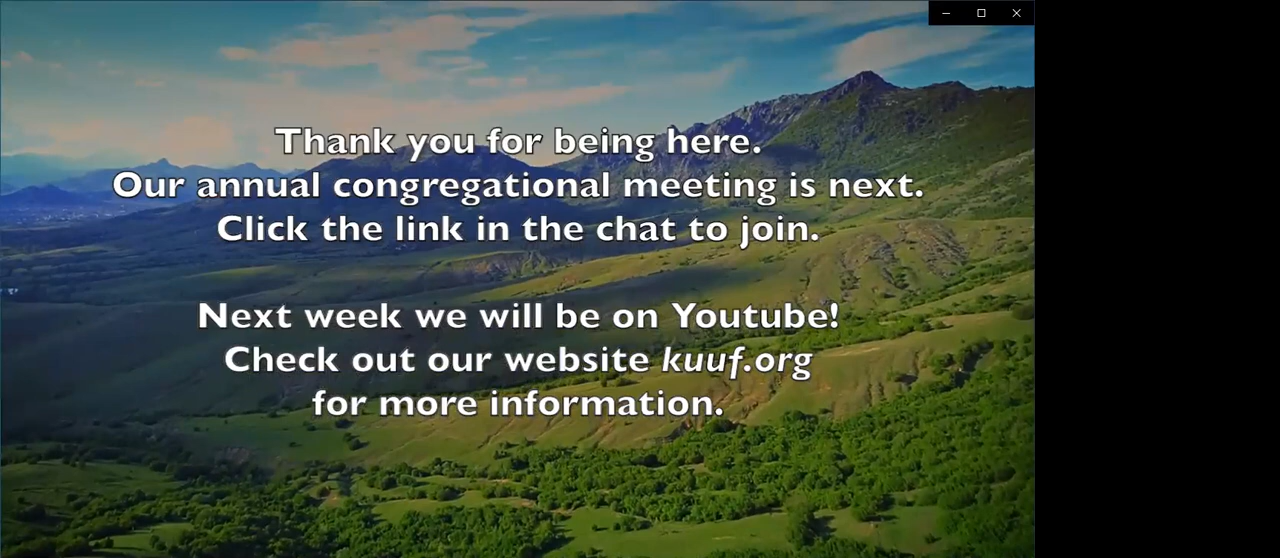 Thank you for being here.
Our annual congregational meeting is next.
Click the link in the chat to join.
Next week we will be on Youtube!
Check out our website kuuf.org
for more information.